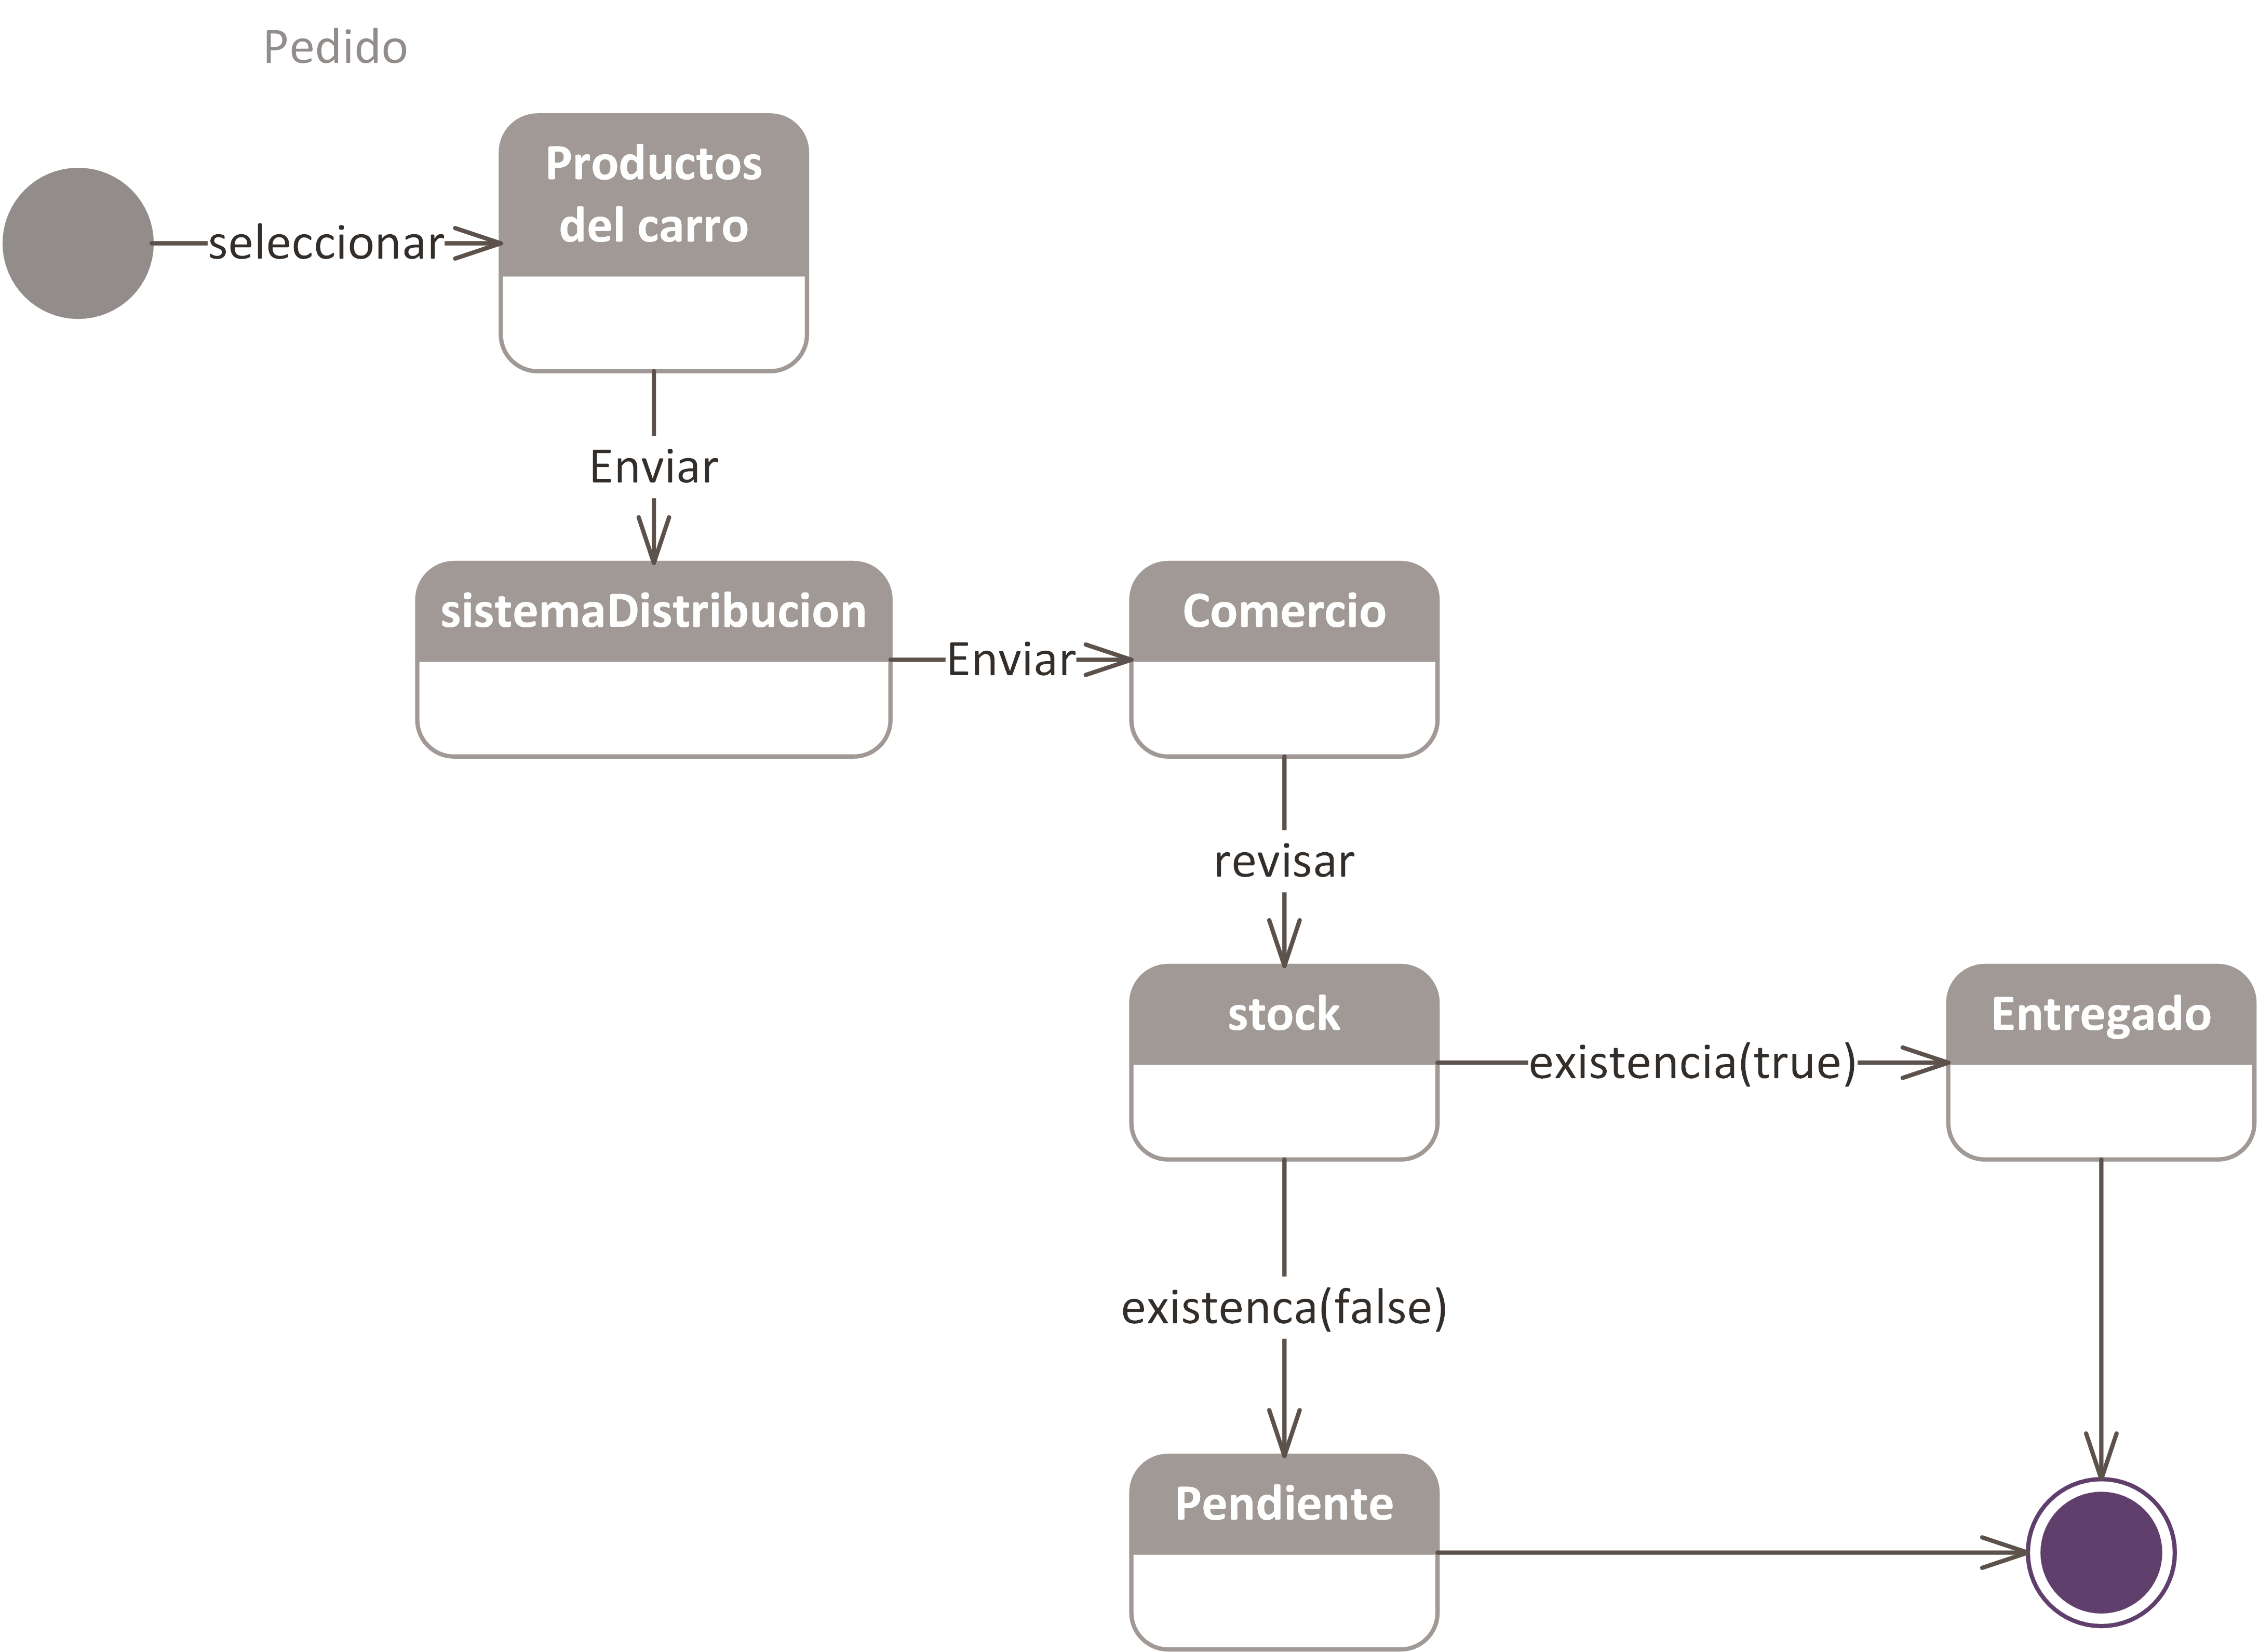 Pedido
Productos
del carro
seleccionar
Enviar
sistemaDistribucion
Comercio
Enviar
revisar
stock
Entregado
existencia(true)
existenca(false)
Pendiente